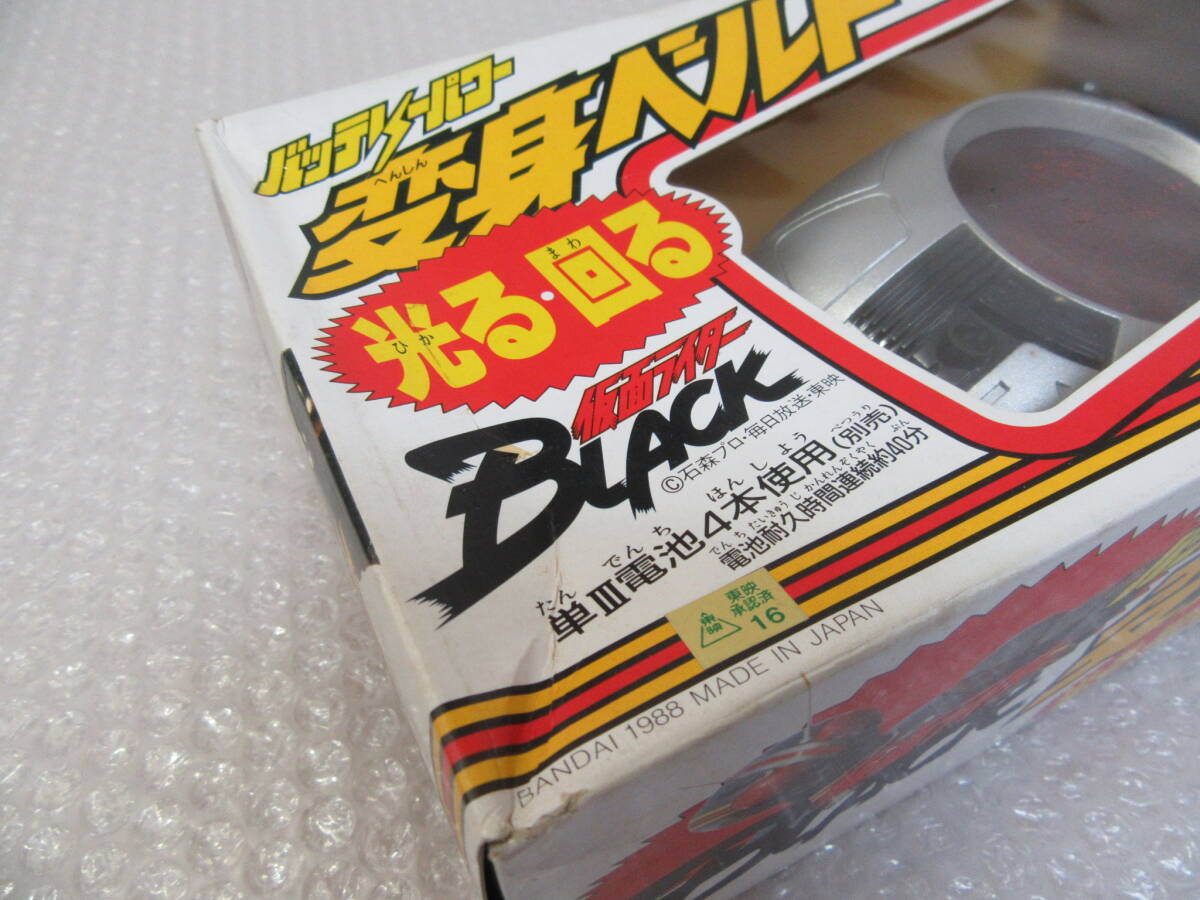 バッテリーパワー
へんしん
変身ベルト
ひか まわ
光る・回る
仮面ライダー
BLACK
©石森プロ・毎日放送・東映
たん でんち ほん しよう べつうり
単III電池4本使用(別売)
でんちたいきゅうじかんれんぞくやく ぷん
電池耐久時間連続約40分
東映
東映
承認済
16
BANDAI 1988 MADE IN JAPAN